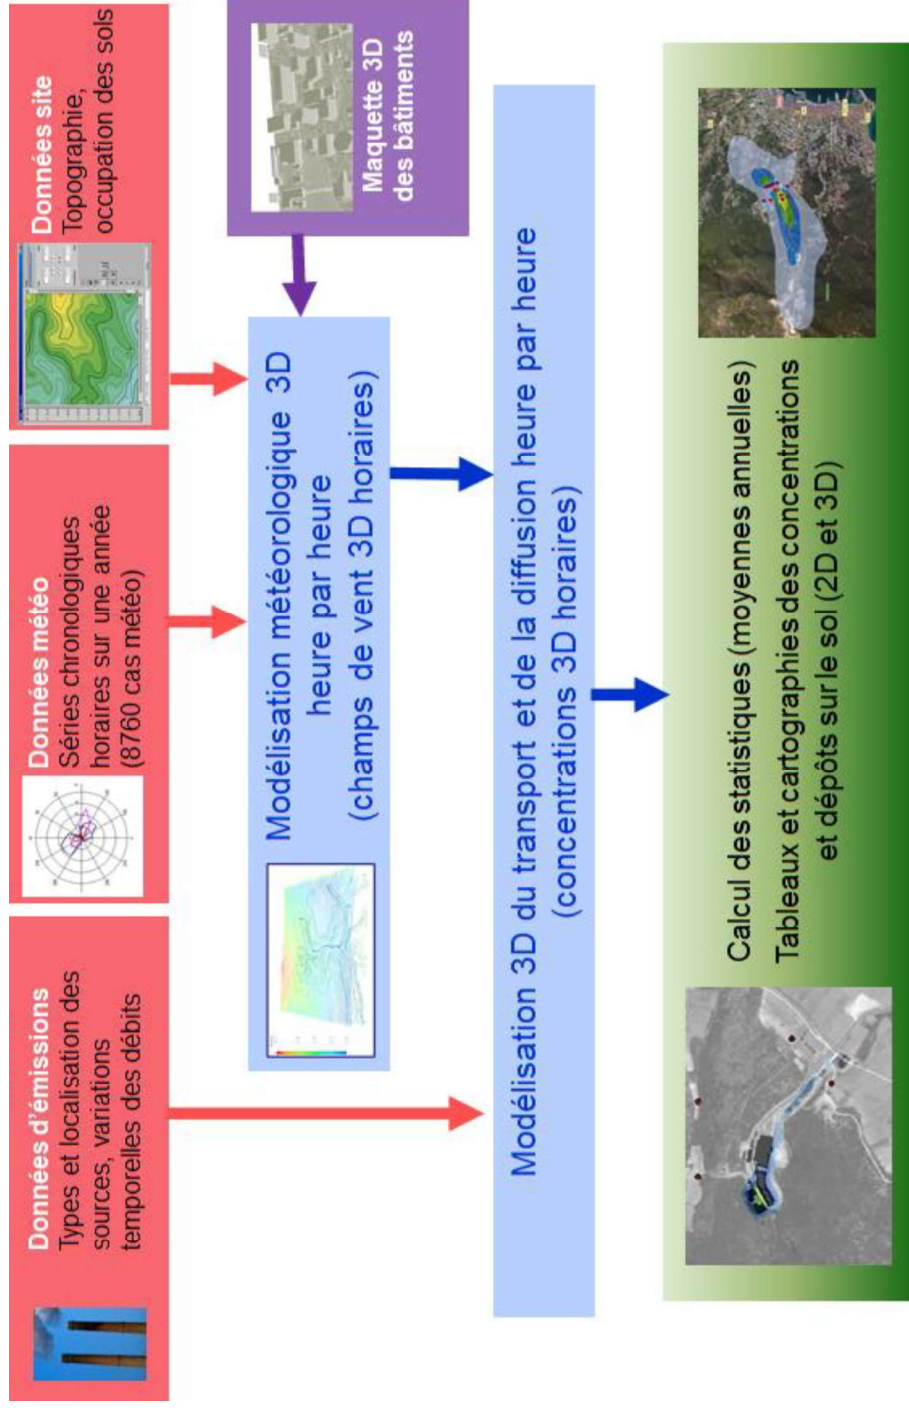 Données d'émissions
Types et localisation des
sources, variations
temporelles des débits
Données météo
Séries chronologiques
horaires sur une année
(8760 cas météo)
Données site
Topographie,
occupation des sols
Maquette 3D
des bâtiments
Modélisation météorologique 3D
heure par heure
(champs de vent 3D horaires)
Modélisation 3D du transport et de la diffusion heure par heure
(concentrations 3D horaires)
Calcul des statistiques (moyennes annuelles)
Tableaux et cartographies des concentrations
et dépôts sur le sol (2D et 3D)